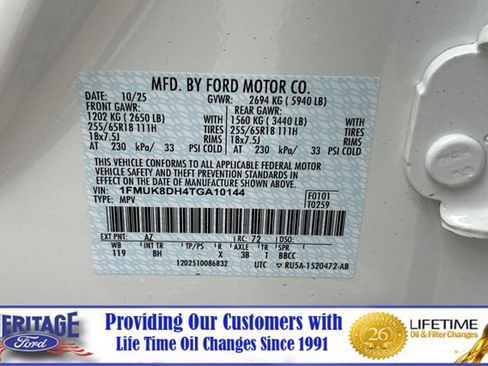 MFD. BY FORD MOTOR CO.
DATE: 10/25 GVWR: 2694 KG ( 5940 LB)
FRONT GAWR: REAR GAWR:
1202 KG ( 2650 LB) WITH 1560 KG ( 3440 LB) WITH
255/65R18 111H TIRES 255/65R18 111H TIRES
18x7.5J RIMS 18x7.5J RIMS
AT 230 kPa/ 33 PSI COLD AT 230 kPa/ 33 PSI COLD
THIS VEHICLE CONFORMS TO ALL APPLICABLE FEDERAL MOTOR
VEHICLE SAFETY AND THEFT PREVENTION STANDARDS IN EFFECT
ON THE DATE OF MANUFACTURE SHOWN ABOVE.
VIN: 1FMUK8DH4TGA10144
TYPE: MPV
F0101
T0259
EXT PNT: AZ RC: 72 DSO:
WB INT TR TP/PS R AXLE TR SPR
119 8H X 3B T BBCC
1202510086832 UTC RU5A-1520472-AB
HERITAGE
Ford
Providing Our Customers with
Life Time Oil and Filter Changes Since 1991
26
LIFETIME
Oil & Filter Changes